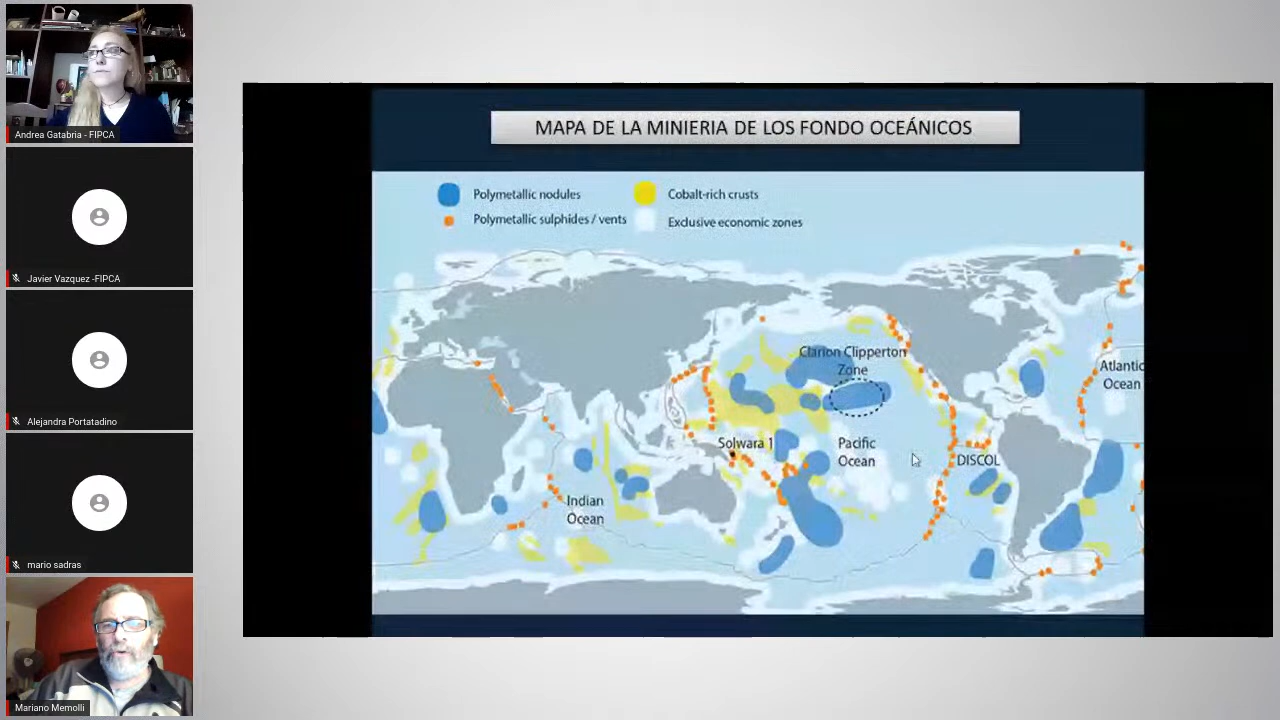 Andrea Gatabria - FIPCA
Javier Vazquez -FIPCA
Alejandra Portatadino
mario sadras
Mariano Memolli
MAPA DE LA MINIERIA DE LOS FONDO OCEÁNICOS
Polymetallic nodules
Cobalt-rich crusts
Polymetallic sulphides / vents
Exclusive economic zones
Clarion Clipperton
Zone
Atlantic
Ocean
Solwara 1
Pacific
Ocean
DISCOL
Indian
Ocean